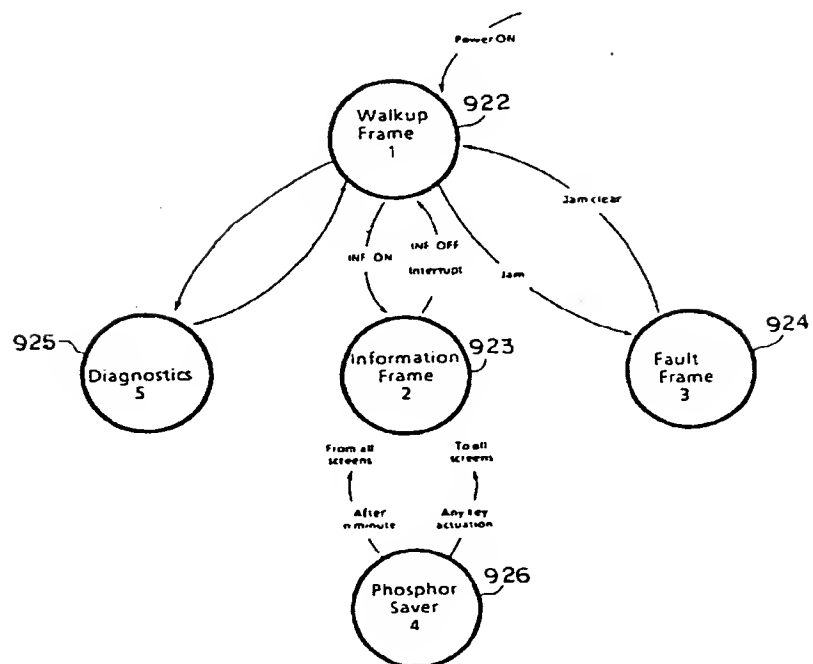 Power ON
922
Walkup
Frame
1
Jam clear
INF ON
INF OFF
Interrupt
Jam
925
Diagnostics
5
Information
Frame
2
923
Fault
Frame
3
924
From all
screens
To all
screens
After
n minute
Any key
actuation
Phosphor
Saver
4
926